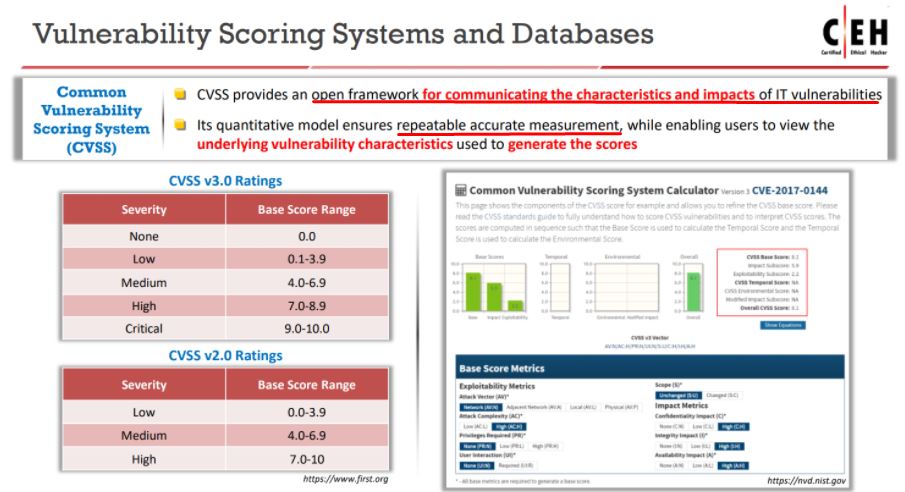 Vulnerability Scoring Systems and Databases
C|EH
Certified Ethical Hacker
Common
Vulnerability
Scoring System
(CVSS)
CVSS provides an open framework for communicating the characteristics and impacts of IT vulnerabilities
Its quantitative model ensures repeatable accurate measurement, while enabling users to view the
underlying vulnerability characteristics used to generate the scores
CVSS v3.0 Ratings
Severity Base Score Range
None 0.0
Low 0.1-3.9
Medium 4.0-6.9
High 7.0-8.9
Critical 9.0-10.0
CVSS v2.0 Ratings
Severity Base Score Range
Low 0.0-3.9
Medium 4.0-6.9
High 7.0-10
https://www.first.org
Common Vulnerability Scoring System Calculator Version 3 CVE-2017-0144
This page shows the components of the CVSS score for example and allows you to refine the CVSS base score. Please
read the CVSS standards guide to fully understand how to score CVSS vulnerabilities and to interpret CVSS scores. The
scores are computed in sequence such that the Base Score is used to calculate the Temporal Score and the Temporal
Score is used to calculate the Environmental Score.
Base Scores Temporal Environmental Overall
Base Impact Exploitability Temporal Environmental Modified Impact Overall
CVSS Base Score: 8.1
Impact Subscore: 5.9
Exploitability Subscore: 2.2
CVSS Temporal Score: NA
CVSS Environmental Score: NA
Modified Impact Subscore: NA
Overall CVSS Score: 8.1
Show Equations
CVSS v3 Vector
AV:N/AC:H/PR:N/UI:N/S:U/C:H/I:H/A:H
Base Score Metrics
Exploitability Metrics
Attack Vector (AV)*
Network (AV:N) Adjacent Network (AV:A) Local (AV:L) Physical (AV:P)
Attack Complexity (AC)*
Low (AC:L) High (AC:H)
Privileges Required (PR)*
None (PR:N) Low (PR:L) High (PR:H)
User Interaction (UI)*
None (UI:N) Required (UI:R)
Scope (S)*
Unchanged (S:U) Changed (S:C)
Impact Metrics
Confidentiality Impact (C)*
None (C:N) Low (C:L) High (C:H)
Integrity Impact (I)*
None (I:N) Low (I:L) High (I:H)
Availability Impact (A)*
None (A:N) Low (A:L) High (A:H)
* - All base metrics are required to generate a base score.
https://nvd.nist.gov